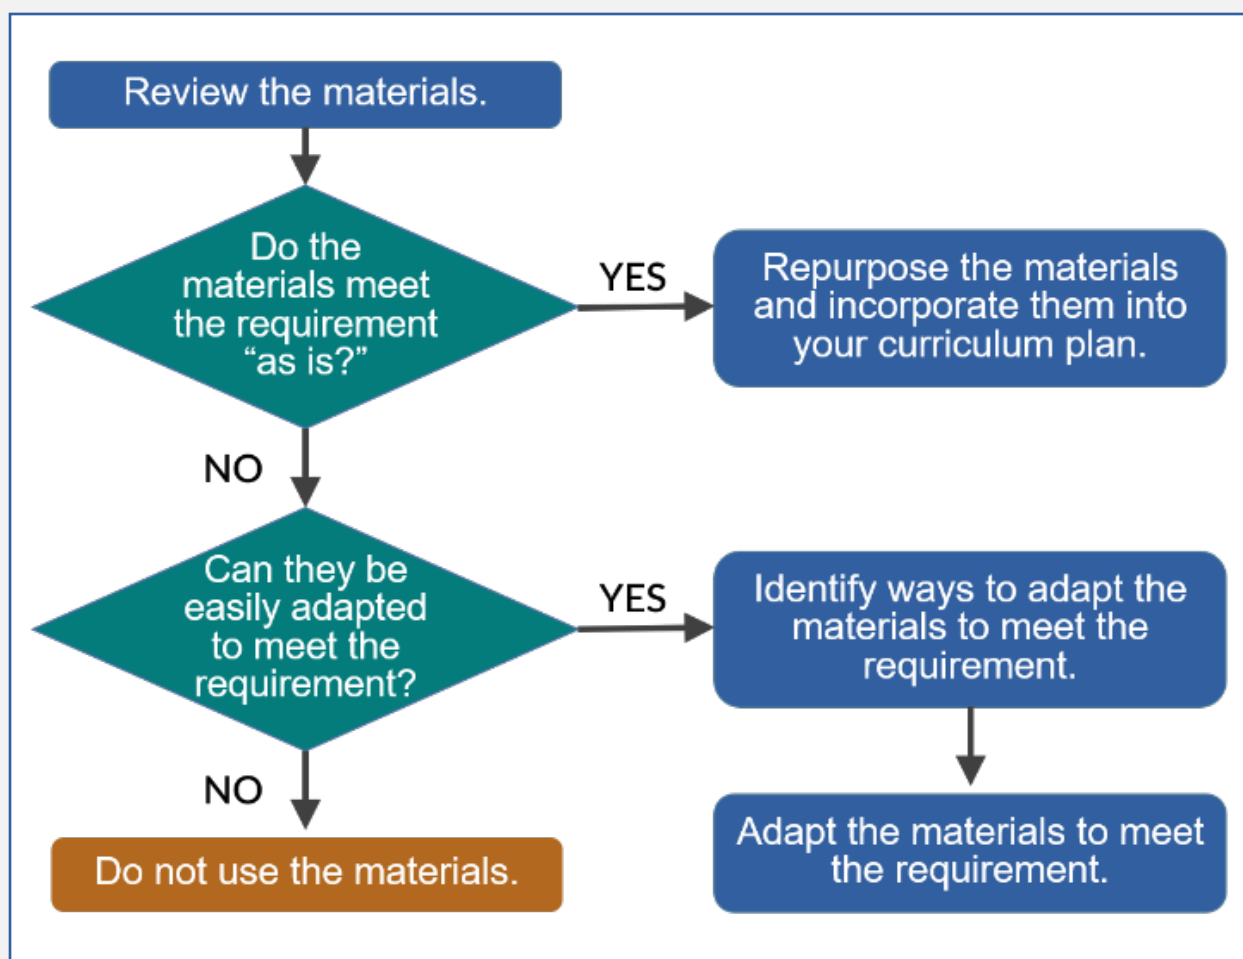 Review the materials.
Do the
materials meet
the requirement
“as is?”
YES
Repurpose the materials
and incorporate them into
your curriculum plan.
NO
Can they be
easily adapted
to meet the
requirement?
YES
Identify ways to adapt the
materials to meet the
requirement.
NO
Do not use the materials.
Adapt the materials to meet
the requirement.